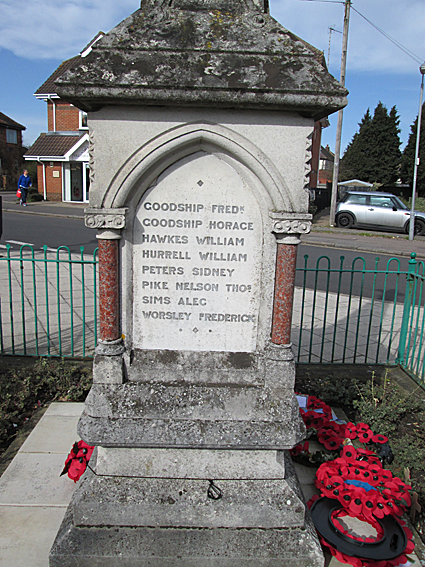 GOODSHIP FREDK
GOODSHIP HORACE
HAWKES WILLIAM
HURRELL WILLIAM
PETERS SIDNEY
PIKE NELSON THOS
SIMS ALEC
WORSLEY FREDERICK